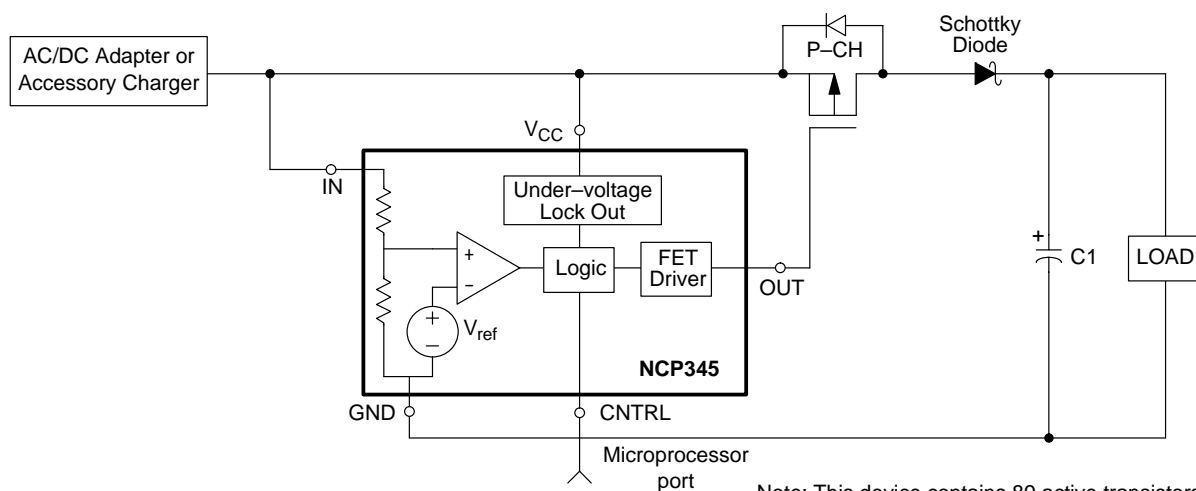 AC/DC Adapter or
Accessory Charger
P–CH
Schottky
Diode
VCC
IN
Under–voltage
Lock Out
+
–
Logic
FET
Driver
OUT
+
–
Vref
NCP345
+
C1
LOAD
GND
CNTRL
Microprocessor
port